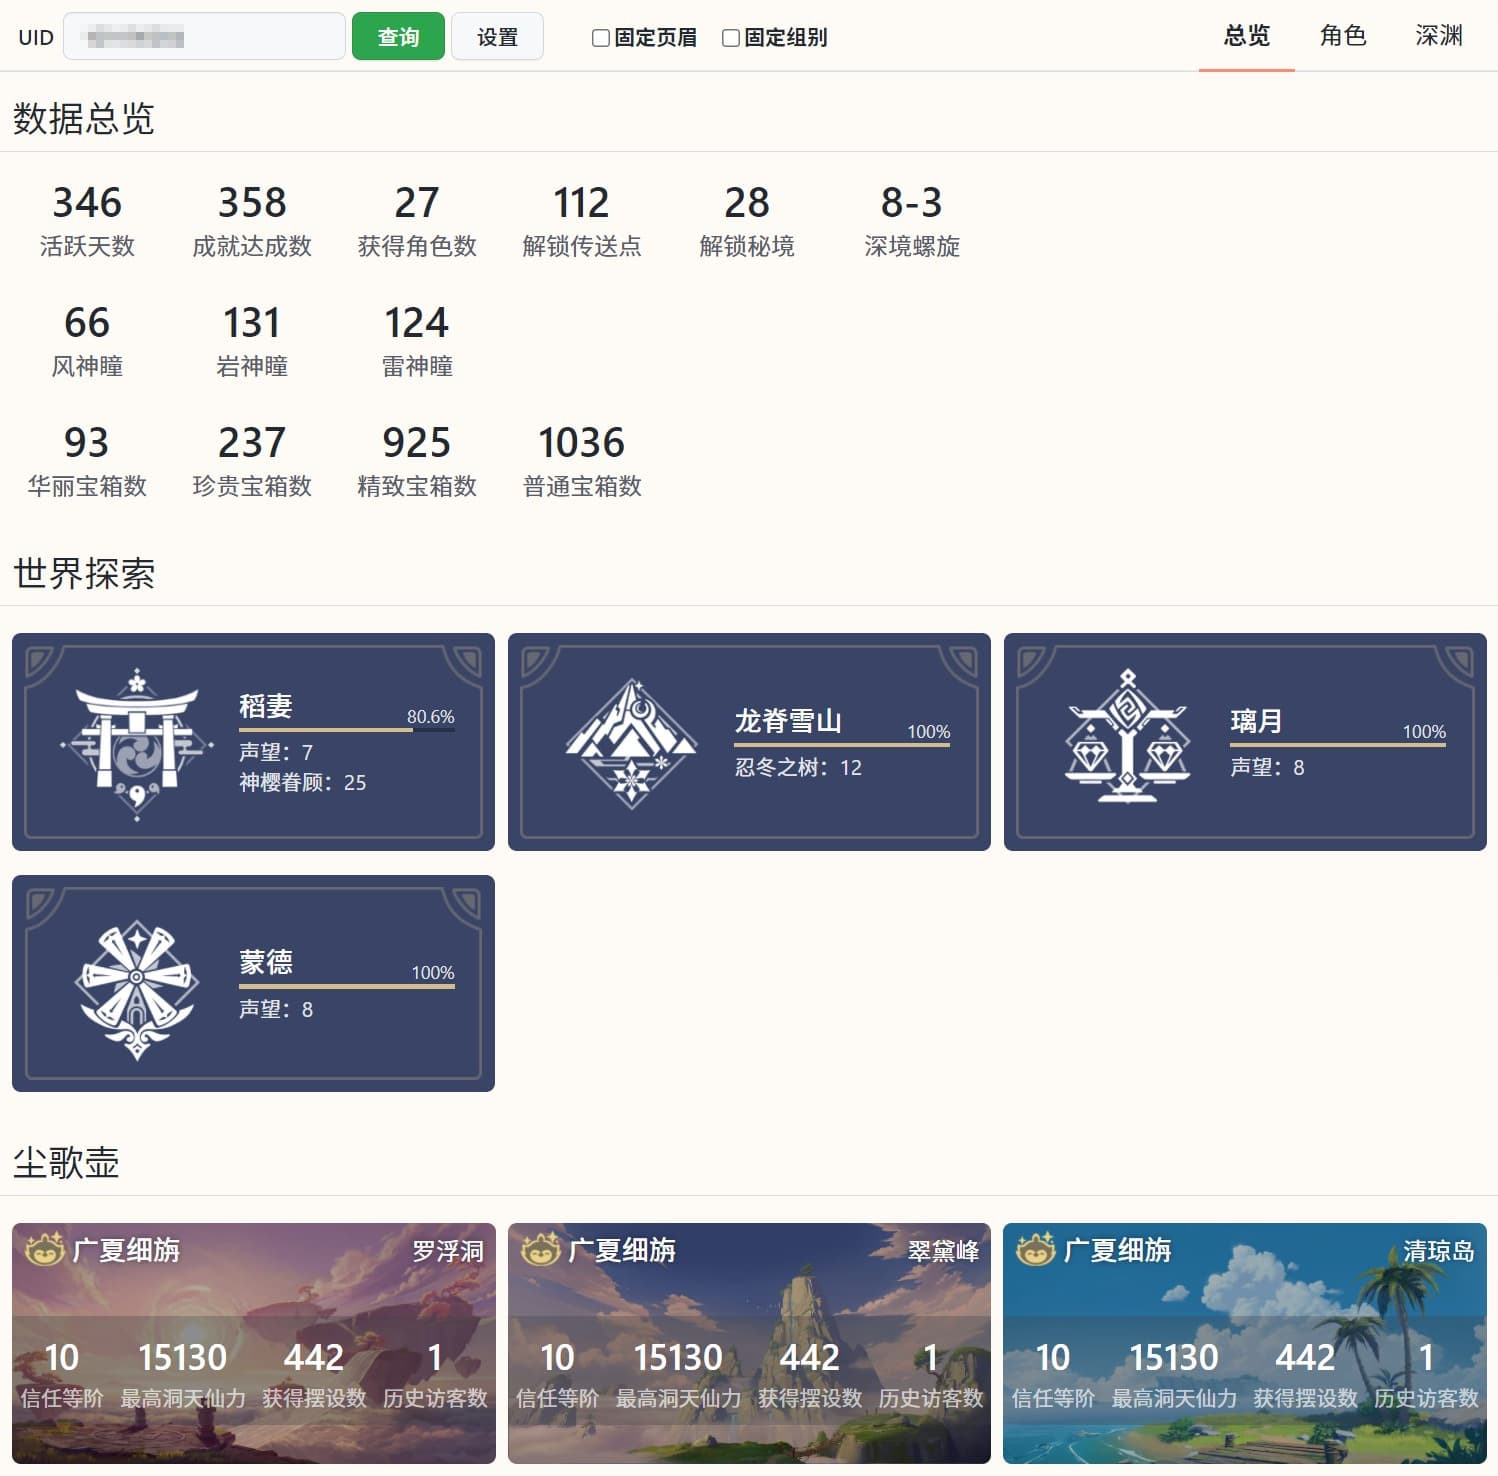 UID 查询 设置 固定页眉 固定组别 总览 角色 深渊
数据总览
346 358 27 112 28 8-3
活跃天数 成就达成数 获得角色数 解锁传送点 解锁秘境 深境螺旋
66 131 124
风神瞳 岩神瞳 雷神瞳
93 237 925 1036
华丽宝箱数 珍贵宝箱数 精致宝箱数 普通宝箱数
世界探索
稻妻 80.6%
声望：7
神樱眷顾：25
龙脊雪山 100%
忍冬之树：12
璃月 100%
声望：8
蒙德 100%
声望：8
尘歌壶
广夏细旃 罗浮洞
10 15130 442 1
信任等阶 最高洞天仙力 获得摆设数 历史访客数
广夏细旃 翠黛峰
10 15130 442 1
信任等阶 最高洞天仙力 获得摆设数 历史访客数
广夏细旃 清琼岛
10 15130 442 1
信任等阶 最高洞天仙力 获得摆设数 历史访客数